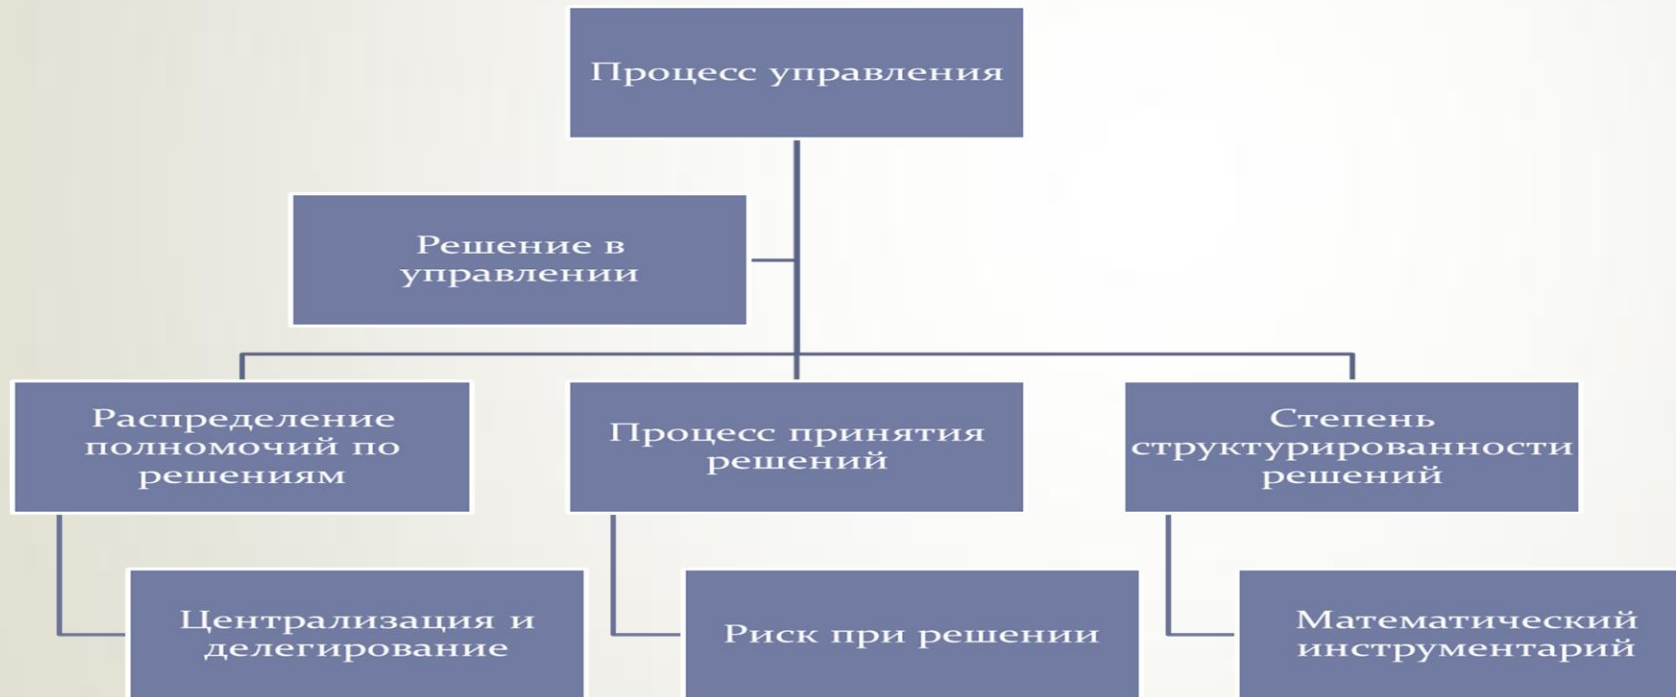 Процесс управления
Решение в
управлении
Распределение
полномочий по
решениям
Процесс принятия
решений
Степень
структурированности
решений
Централизация и
делегирование
Риск при решении
Математический
инструментарий